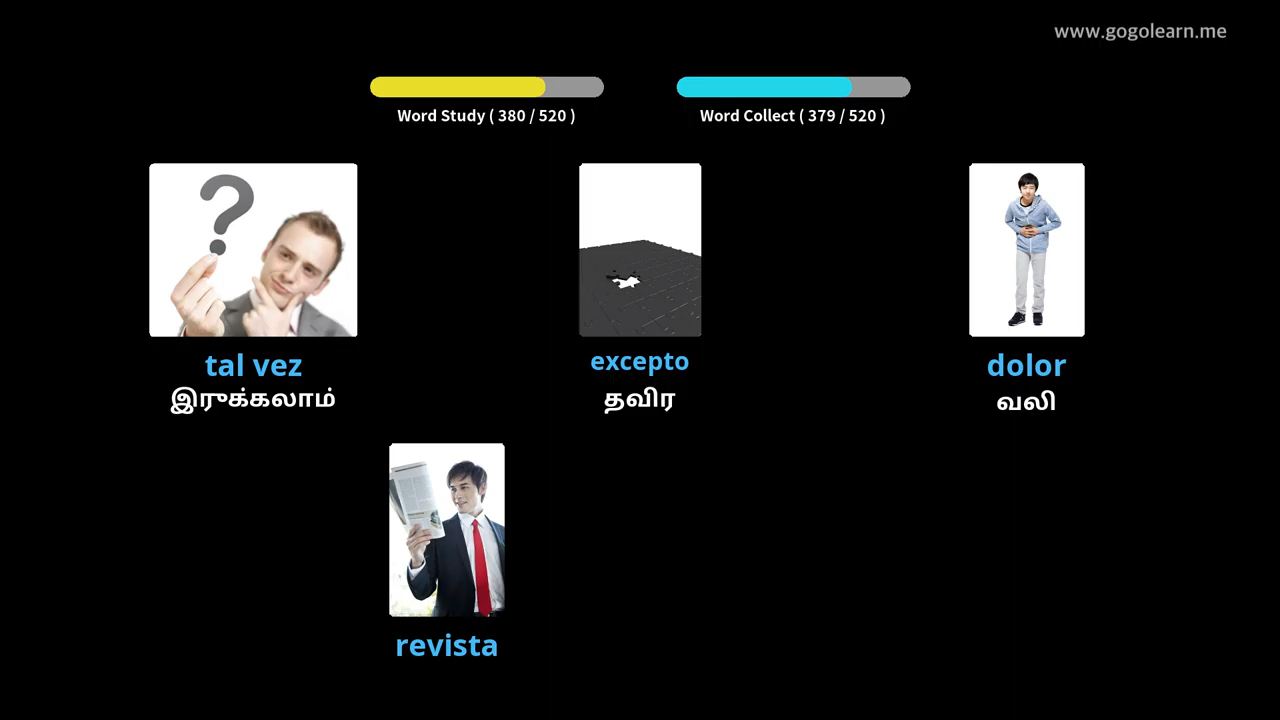 www.gogolearn.me
Word Study ( 380 / 520 )
Word Collect ( 379 / 520 )
tal vez
இருக்கலாம்
excepto
தவிர
dolor
வலி
revista